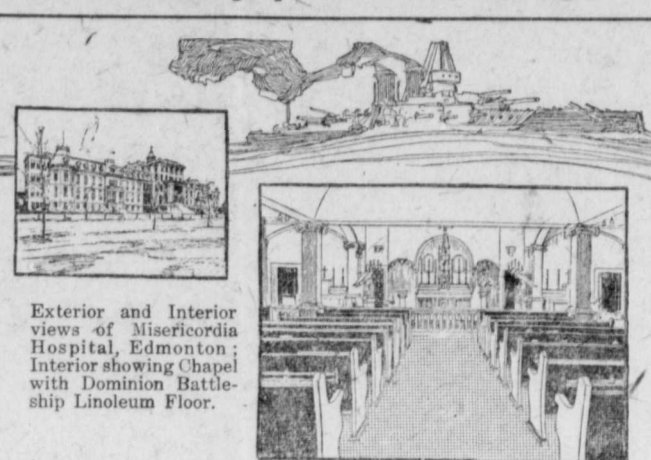 Exterior and Interior
views of Misericordia
Hospital, Edmonton;
Interior showing Chapel
with Dominion Battle-
ship Linoleum Floor.